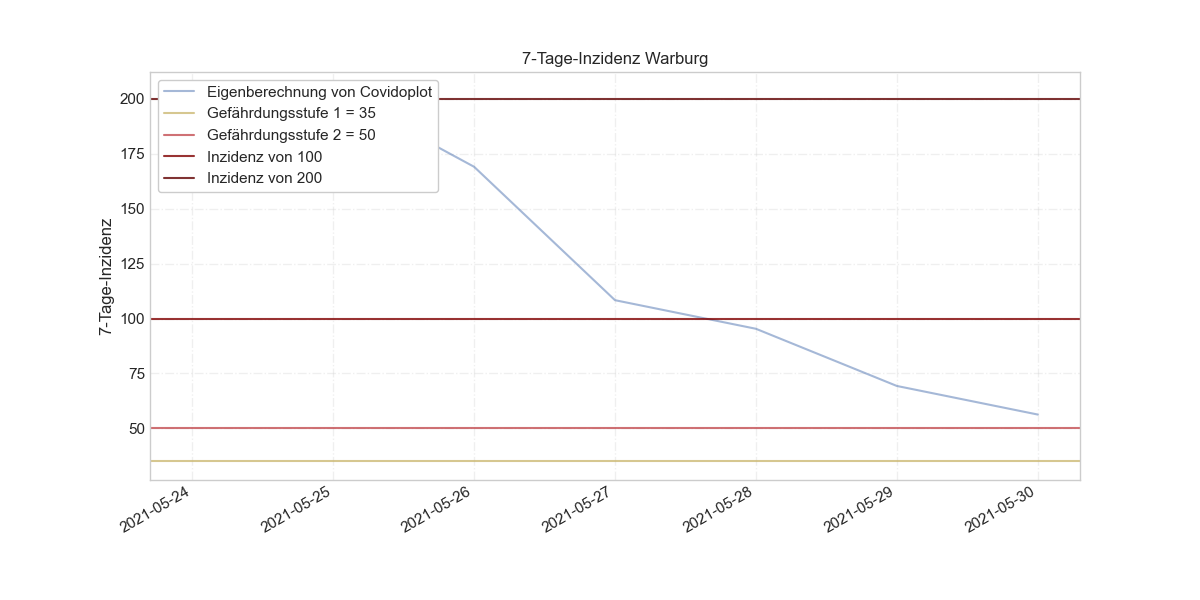 7-Tage-Inzidenz Warburg
Eigenberechnung von Covidoplot
Gefährdungsstufe 1 = 35
Gefährdungsstufe 2 = 50
Inzidenz von 100
Inzidenz von 200
7-Tage-Inzidenz
200
175
150
125
100
75
50
2021-05-24
2021-05-25
2021-05-26
2021-05-27
2021-05-28
2021-05-29
2021-05-30